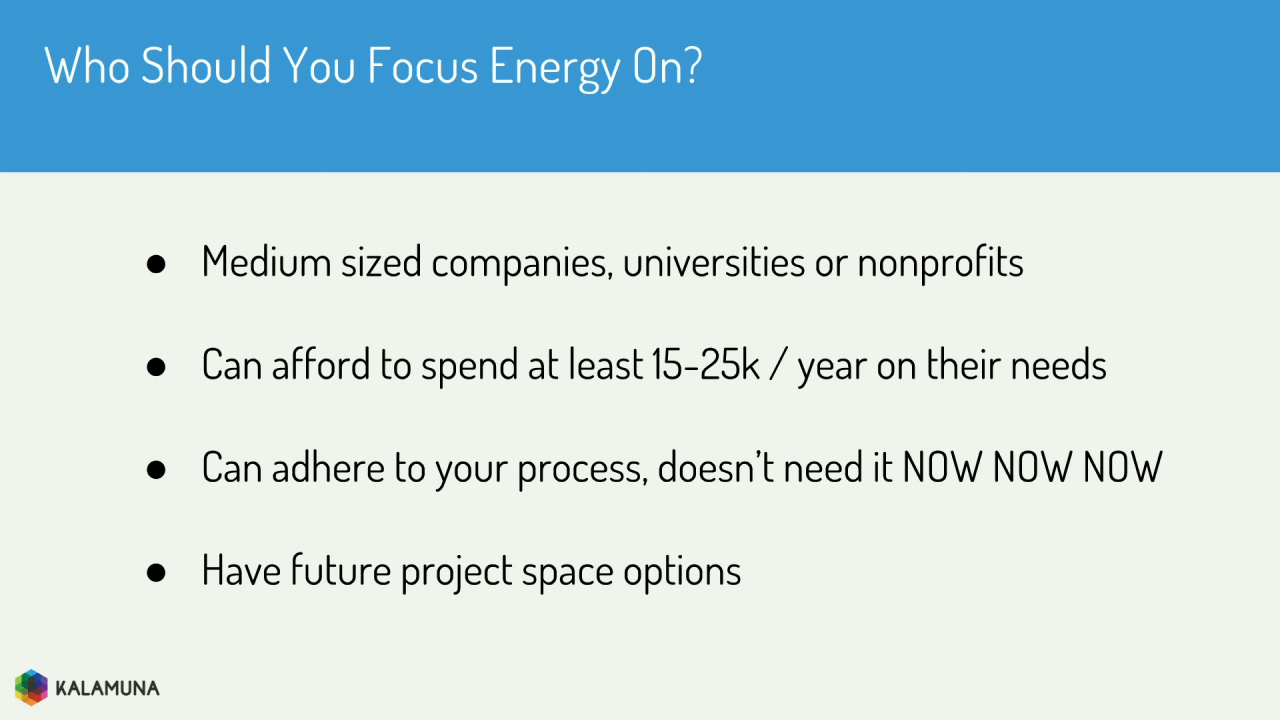 Who Should You Focus Energy On?
● Medium sized companies, universities or nonprofits
● Can afford to spend at least 15-25k / year on their needs
● Can adhere to your process, doesn’t need it NOW NOW NOW
● Have future project space options
KALAMUNA